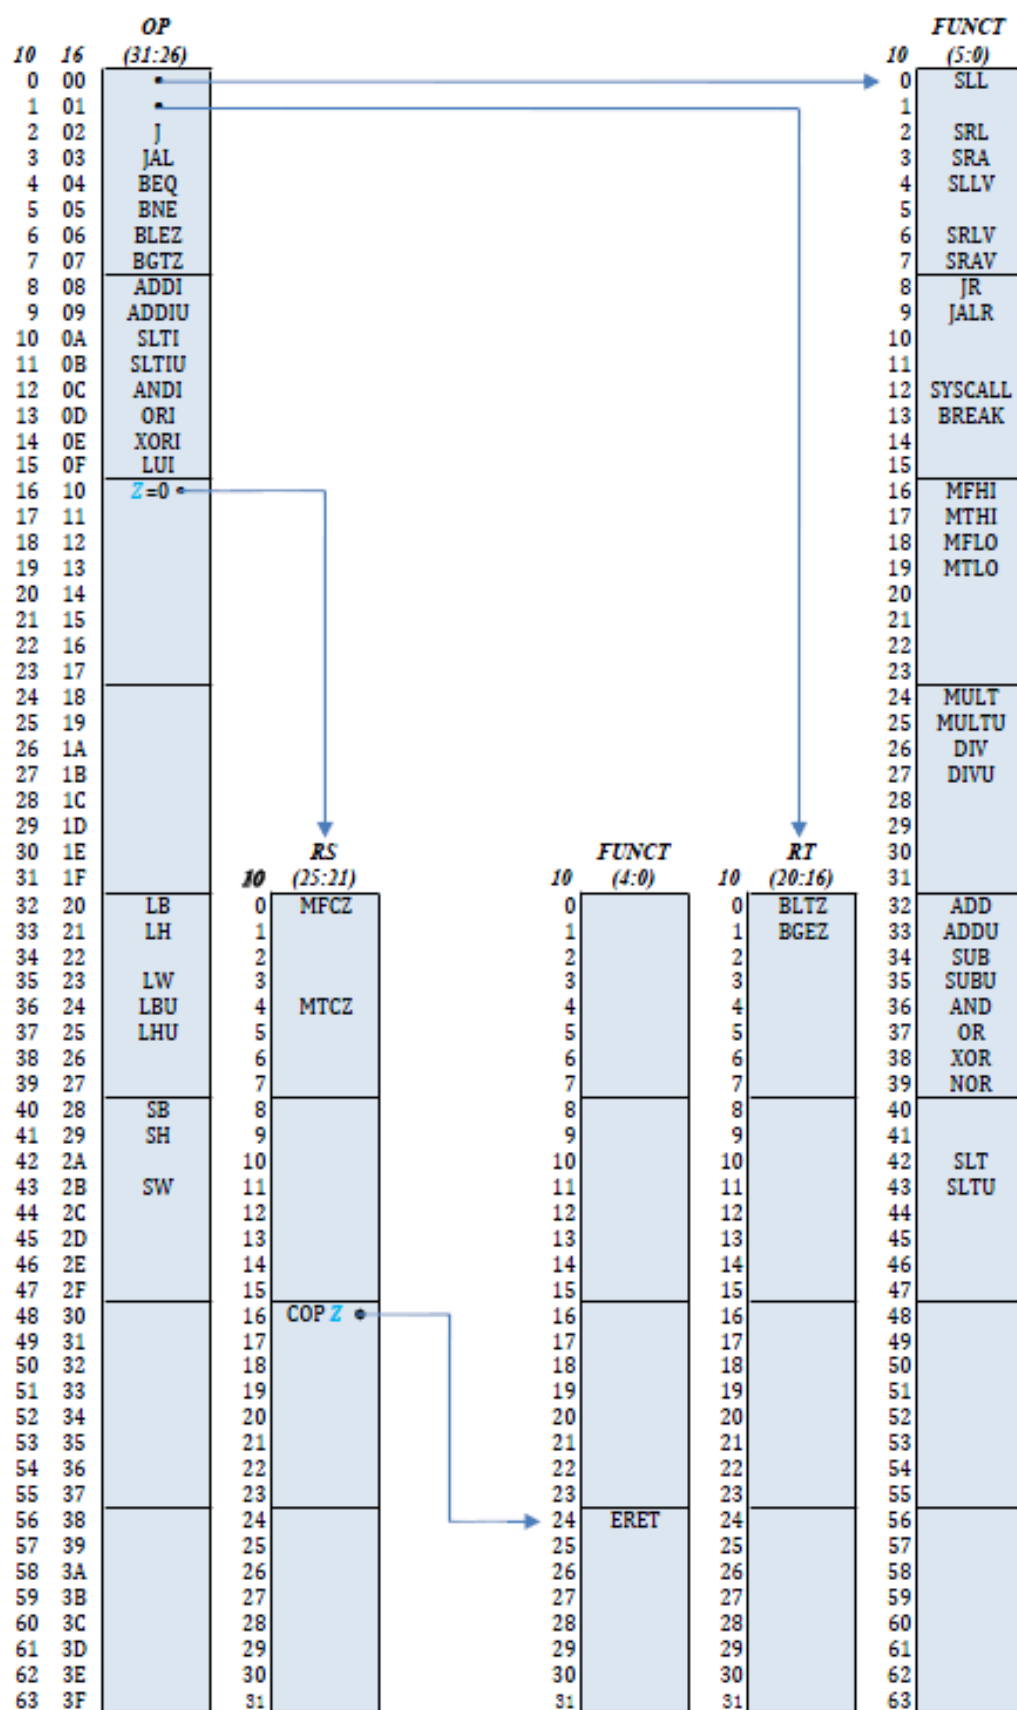 OP FUNCT
10 16 (31:26) 10 (5:0)
0 00 0 SLL
1 01 1
2 02 J 2 SRL
3 03 JAL 3 SRA
4 04 BEQ 4 SLLV
5 05 BNE 5
6 06 BLEZ 6 SRLV
7 07 BGTZ 7 SRAV
8 08 ADDI 8 JR
9 09 ADDIU 9 JALR
10 0A SLTI 10
11 0B SLTIU 11
12 0C ANDI 12 SYSCALL
13 0D ORI 13 BREAK
14 0E XORI 14
15 0F LUI 15
16 10 Z=0 16 MFHI
17 11 17 MTHI
18 12 18 MFLO
19 13 19 MTLO
20 14 20
21 15 21
22 16 22
23 17 23
24 18 24 MULT
25 19 25 MULTU
26 1A 26 DIV
27 1B 27 DIVU
28 1C 28
29 1D 29
30 1E RS FUNCT RT 30
31 1F 10 (25:21) 10 (4:0) 10 (20:16) 31
32 20 LB 0 MFCZ 0 0 BLTZ 32 ADD
33 21 LH 1 1 1 BGEZ 33 ADDU
34 22 2 2 2 34 SUB
35 23 LW 3 3 3 35 SUBU
36 24 LBU 4 MTCZ 4 4 36 AND
37 25 LHU 5 5 5 37 OR
38 26 6 6 6 38 XOR
39 27 7 7 7 39 NOR
40 28 SB 8 8 8 40
41 29 SH 9 9 9 41
42 2A 10 10 10 42 SLT
43 2B SW 11 11 11 43 SLTU
44 2C 12 12 12 44
45 2D 13 13 13 45
46 2E 14 14 14 46
47 2F 15 15 15 47
48 30 16 COP Z 16 16 48
49 31 17 17 17 49
50 32 18 18 18 50
51 33 19 19 19 51
52 34 20 20 20 52
53 35 21 21 21 53
54 36 22 22 22 54
55 37 23 23 23 55
56 38 24 24 ERET 24 56
57 39 25 25 25 57
58 3A 26 26 26 58
59 3B 27 27 27 59
60 3C 28 28 28 60
61 3D 29 29 29 61
62 3E 30 30 30 62
63 3F 31 31 31 63